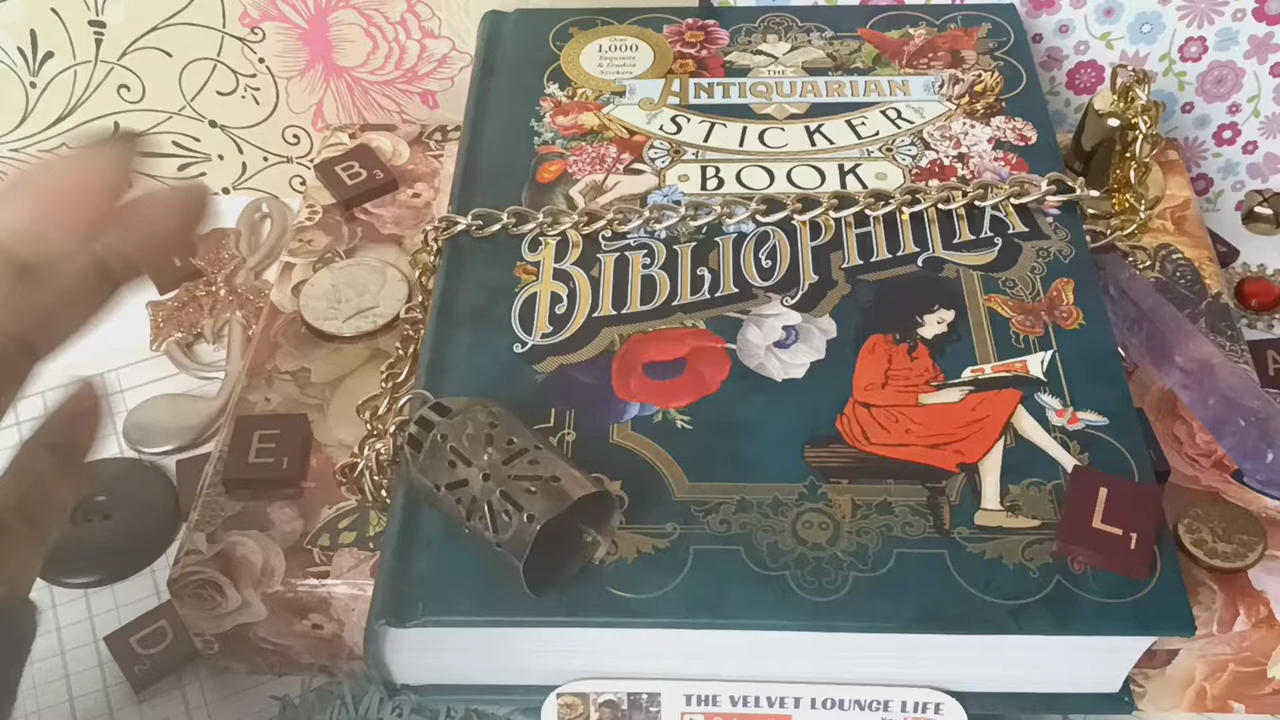 Over
1,000
Exquisite
& Erudite
Stickers
THE
ANTIQUARIAN
STICKER
BOOK
BIBLIOPHILIA
B3
E1
D2
L1
A
THE VELVET LOUNGE LIFE